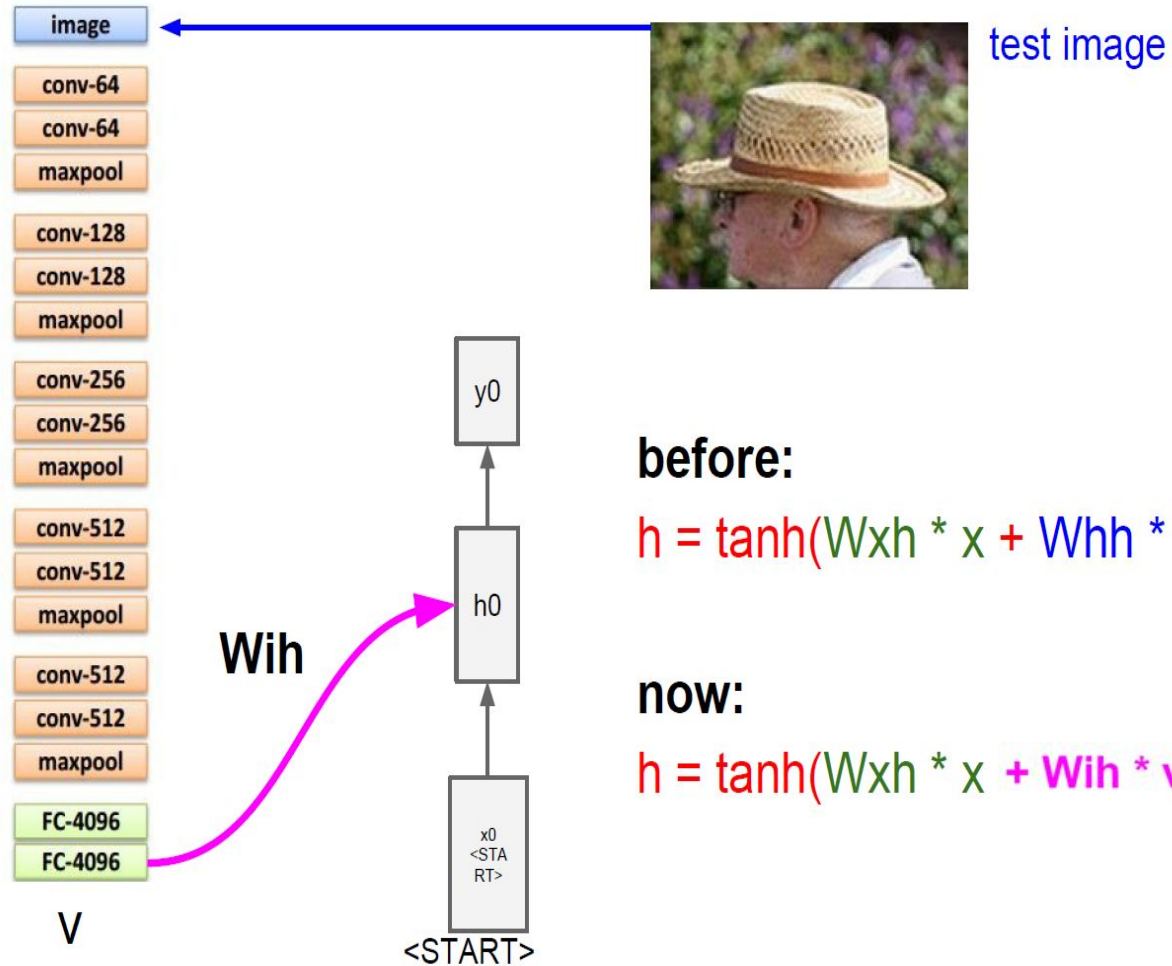 image
conv-64
conv-64
maxpool
conv-128
conv-128
maxpool
conv-256
conv-256
maxpool
conv-512
conv-512
maxpool
conv-512
conv-512
maxpool
FC-4096
FC-4096
V
test image
y0
h0
Wih
x0
<STA
RT>
<START>
before:
h = tanh(Wxh * x + Whh *
now:
h = tanh(Wxh * x + Wih *